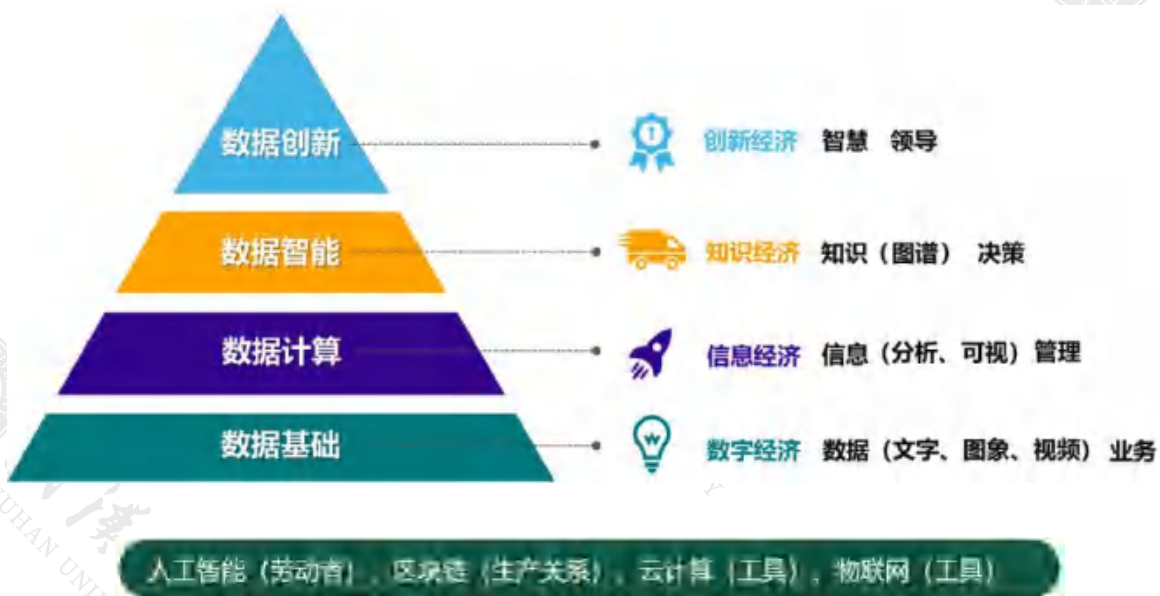 数据创新 创新经济 智慧 领导
数据智能 知识经济 知识（图谱） 决策
数据计算 信息经济 信息（分析、可视）管理
数据基础 数字经济 数据（文字、图象、视频）业务
人工智能（劳动者）、区块链（生产关系）、云计算（工具）、物联网（工具）